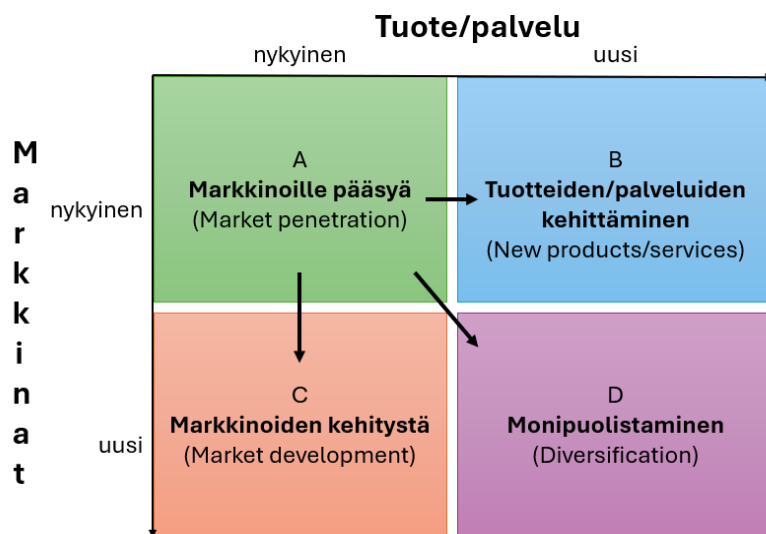 Tuote/palvelu
nykyinen
uusi
Markkinat
nykyinen
A
Markkinoille pääsyä
(Market penetration)
B
Tuotteiden/palveluiden
kehittäminen
(New products/services)
uusi
C
Markkinoiden kehitystä
(Market development)
D
Monipuolistaminen
(Diversification)